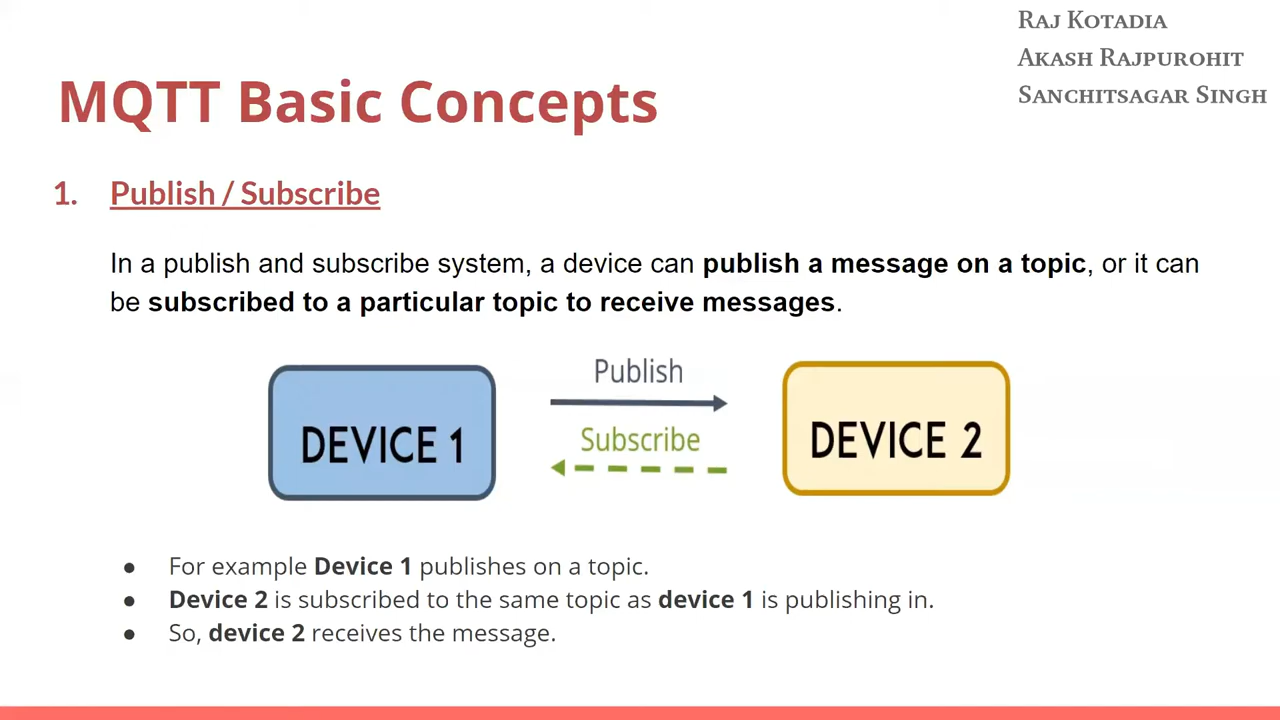 RAJ KOTADIA
AKASH RAJPUROHIT
SANCHITSAGAR SINGH
MQTT Basic Concepts
1. Publish / Subscribe
In a publish and subscribe system, a device can publish a message on a topic, or it can
be subscribed to a particular topic to receive messages.
Publish
Subscribe
DEVICE 1
DEVICE 2
● For example Device 1 publishes on a topic.
● Device 2 is subscribed to the same topic as device 1 is publishing in.
● So, device 2 receives the message.